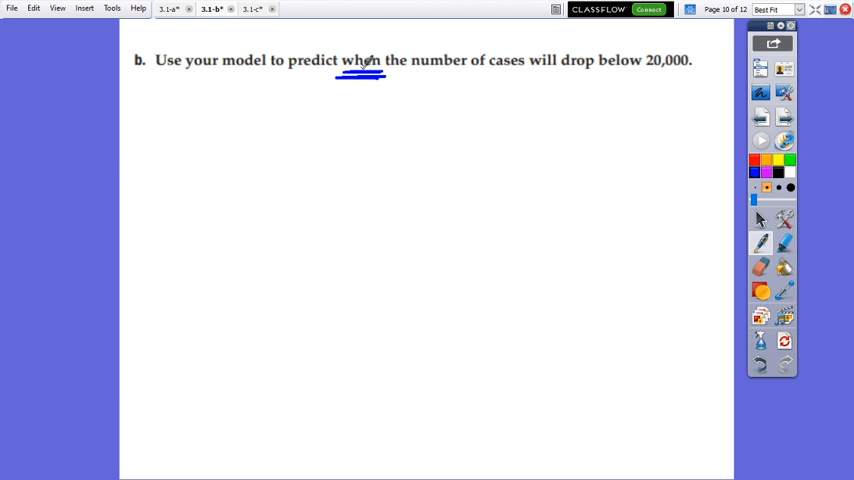 File Edit View Insert Tools Help 3.1-a* 3.1-b* 3.1-c* CLASSFLOW Connect Page 10 of 12 Best Fit
b. Use your model to predict when the number of cases will drop below 20,000.